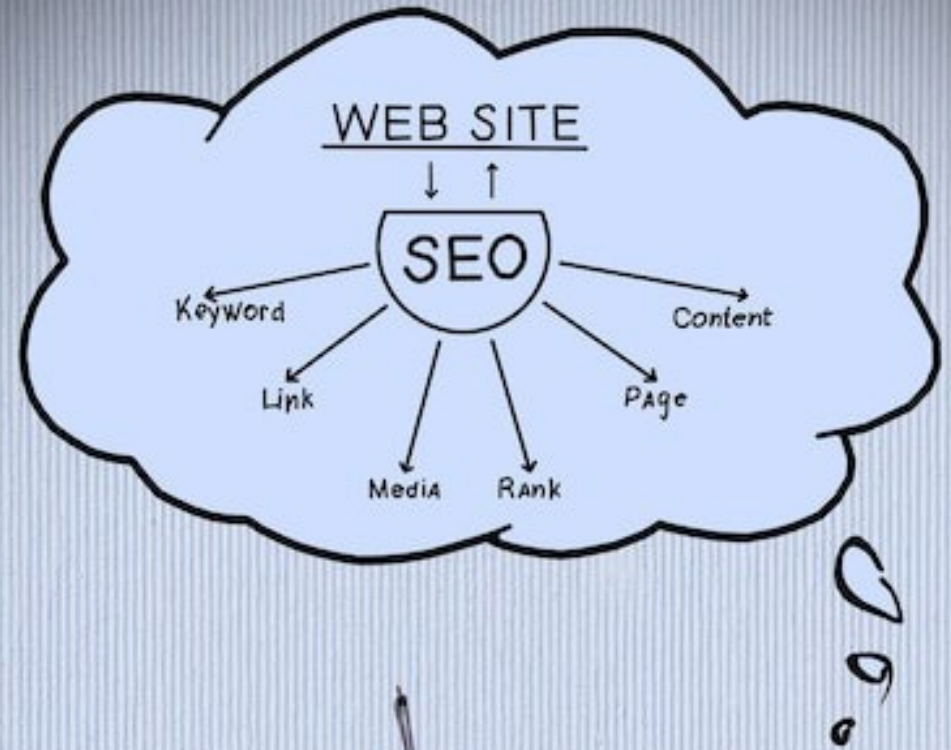 WEB SITE
SEO
Keyword
Content
Link
PAge
MediA
RAnk